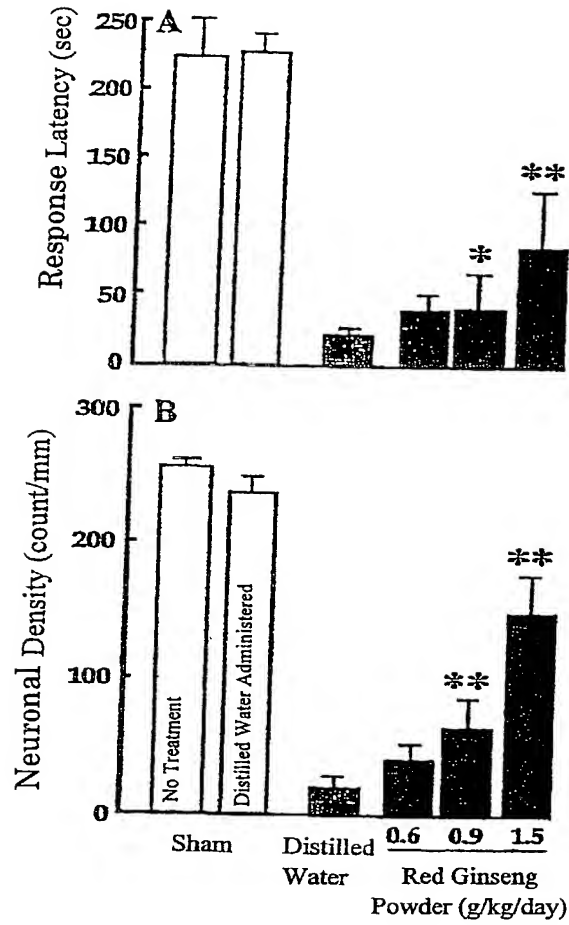 A
Response Latency (sec)
250
200
150
100
50
0
*
**
B
Neuronal Density (count/mm)
300
200
100
0
No Treatment
Distilled Water Administered
**
**
Sham
Distilled
Water
0.6 0.9 1.5
Red Ginseng
Powder (g/kg/day)